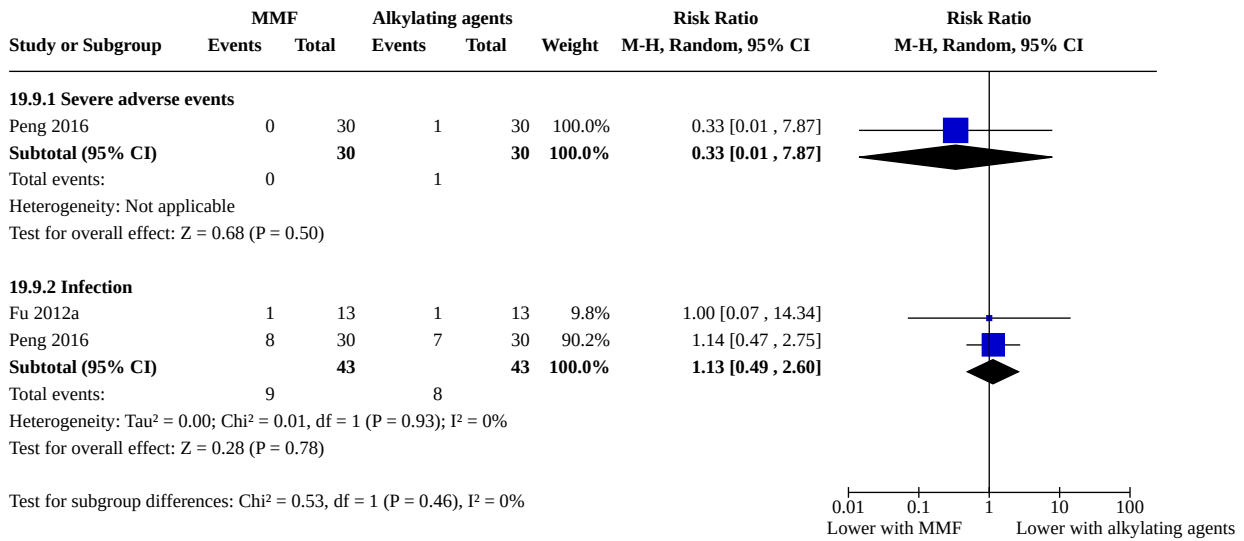 MMF Alkylating agents Risk Ratio Risk Ratio
Study or Subgroup Events Total Events Total Weight M-H, Random, 95% CI M-H, Random, 95% CI
19.9.1 Severe adverse events
Peng 2016 0 30 1 30 100.0% 0.33 [0.01 , 7.87]
Subtotal (95% CI) 30 30 100.0% 0.33 [0.01 , 7.87]
Total events: 0 1
Heterogeneity: Not applicable
Test for overall effect: Z = 0.68 (P = 0.50)
19.9.2 Infection
Fu 2012a 1 13 1 13 9.8% 1.00 [0.07 , 14.34]
Peng 2016 8 30 7 30 90.2% 1.14 [0.47 , 2.75]
Subtotal (95% CI) 43 43 100.0% 1.13 [0.49 , 2.60]
Total events: 9 8
Heterogeneity: Tau² = 0.00; Chi² = 0.01, df = 1 (P = 0.93); I² = 0%
Test for overall effect: Z = 0.28 (P = 0.78)
Test for subgroup differences: Chi² = 0.53, df = 1 (P = 0.46), I² = 0%
0.01 0.1 1 10 100
Lower with MMF Lower with alkylating agents